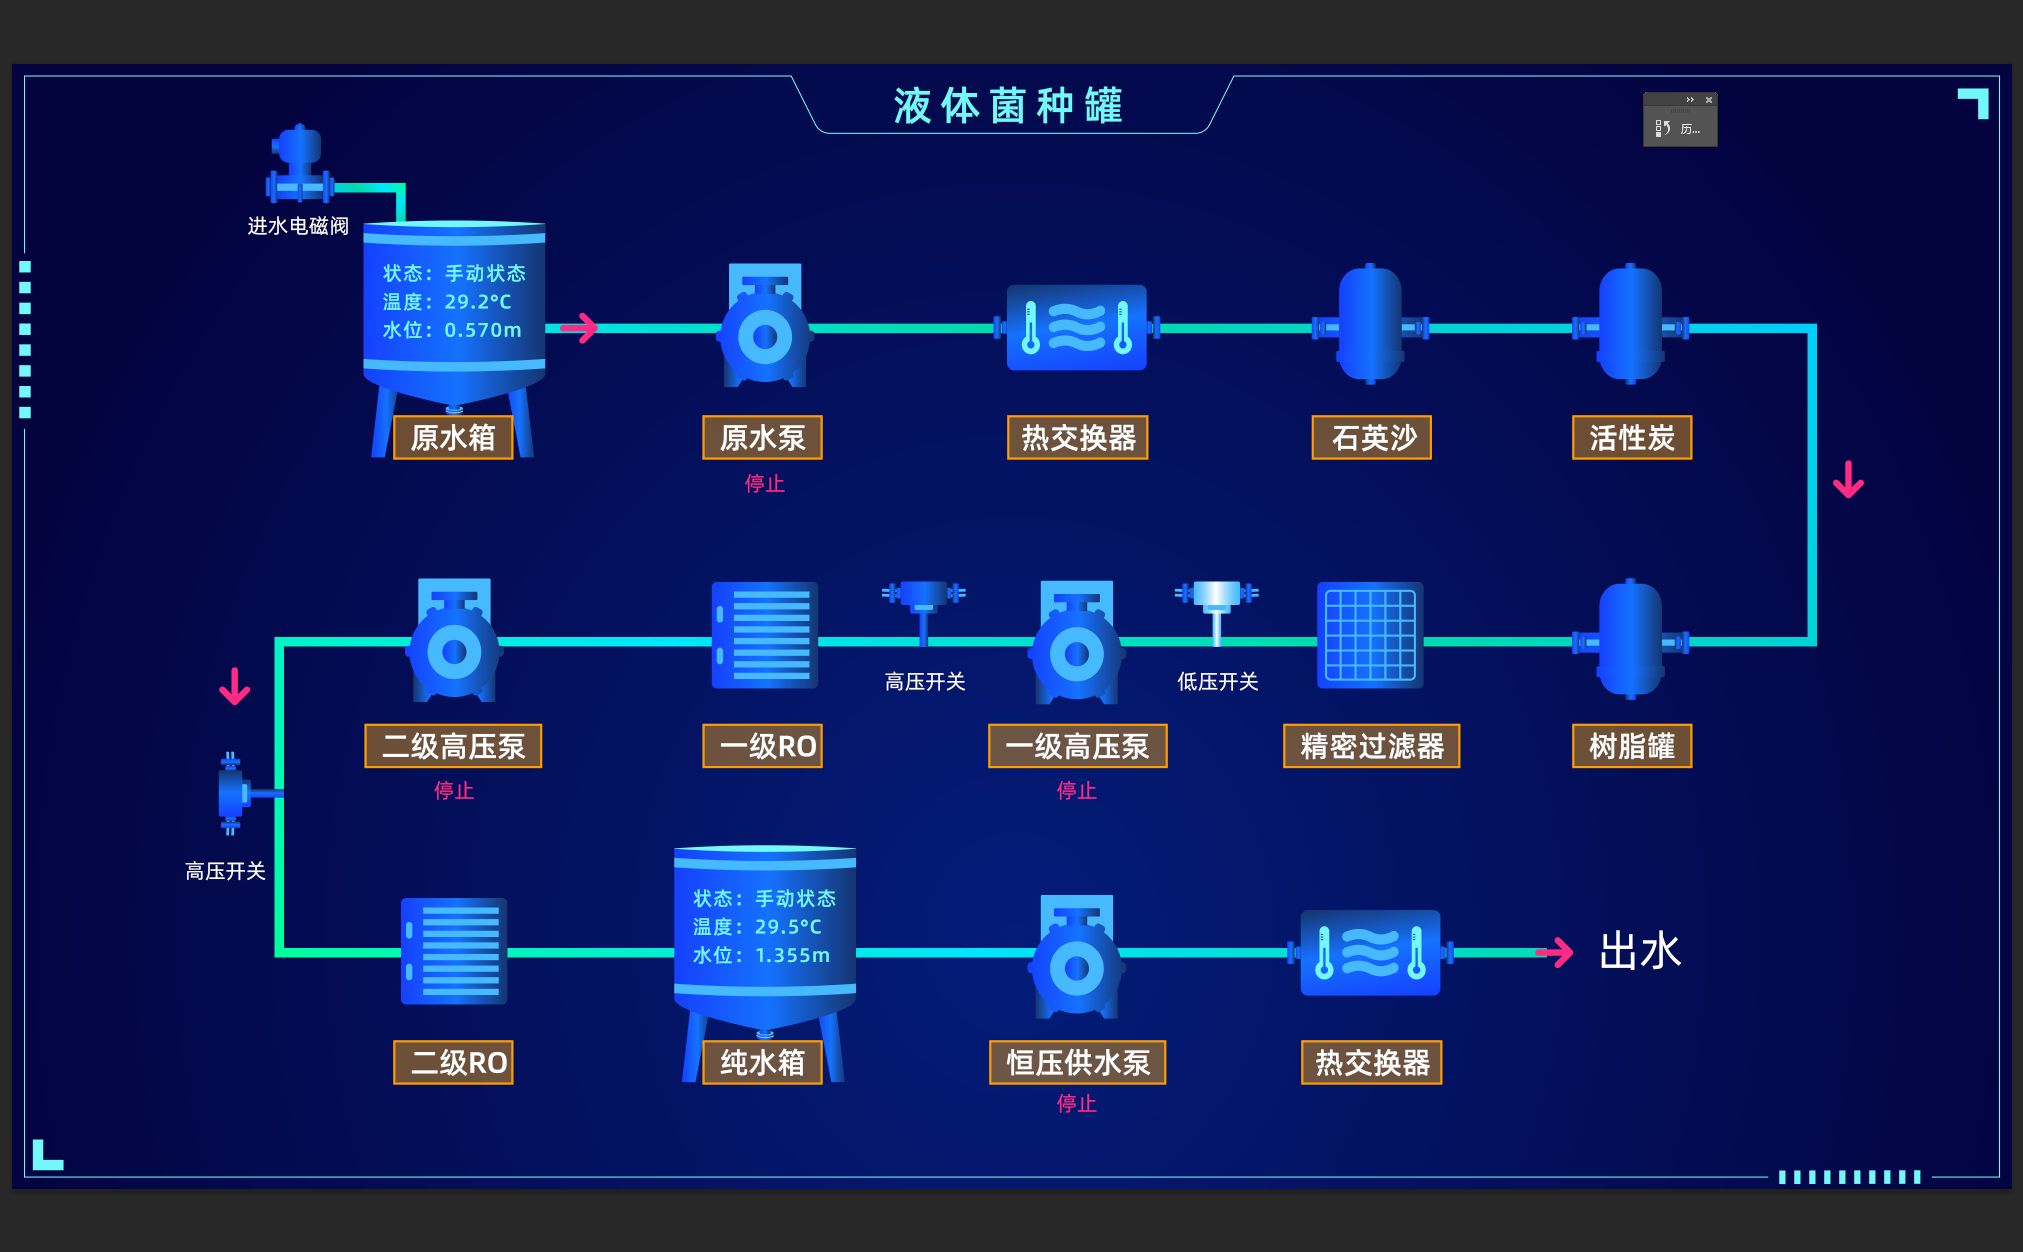 液体菌种罐
历...
进水电磁阀
状态：手动状态
温度：29.2°C
水位：0.570m
原水箱
原水泵
热交换器
石英沙
活性炭
停止
高压开关
低压开关
二级高压泵
一级RO
一级高压泵
精密过滤器
树脂罐
停止
停止
高压开关
状态：手动状态
温度：29.5°C
水位：1.355m
出水
二级RO
纯水箱
恒压供水泵
热交换器
停止